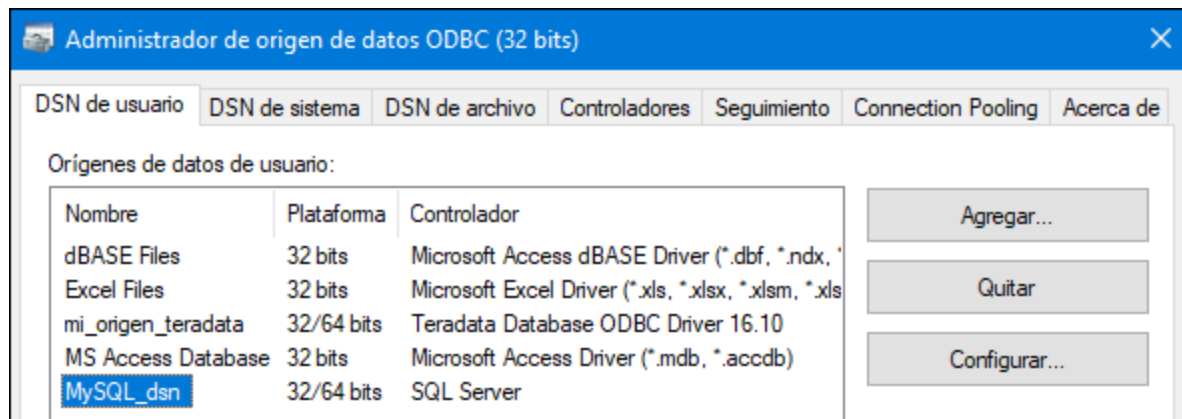 Administrador de origen de datos ODBC (32 bits)
DSN de usuario DSN de sistema DSN de archivo Controladores Seguimiento Connection Pooling Acerca de
Orígenes de datos de usuario:
Nombre Plataforma Controlador Agregar...
dBASE Files 32 bits Microsoft Access dBASE Driver (*.dbf, *.ndx, *
Excel Files 32 bits Microsoft Excel Driver (*.xls, *.xlsx, *.xlsm, *.xls Quitar
mi_origen_teradata 32/64 bits Teradata Database ODBC Driver 16.10
MS Access Database 32 bits Microsoft Access Driver (*.mdb, *.accdb) Configurar...
MySQL_dsn 32/64 bits SQL Server